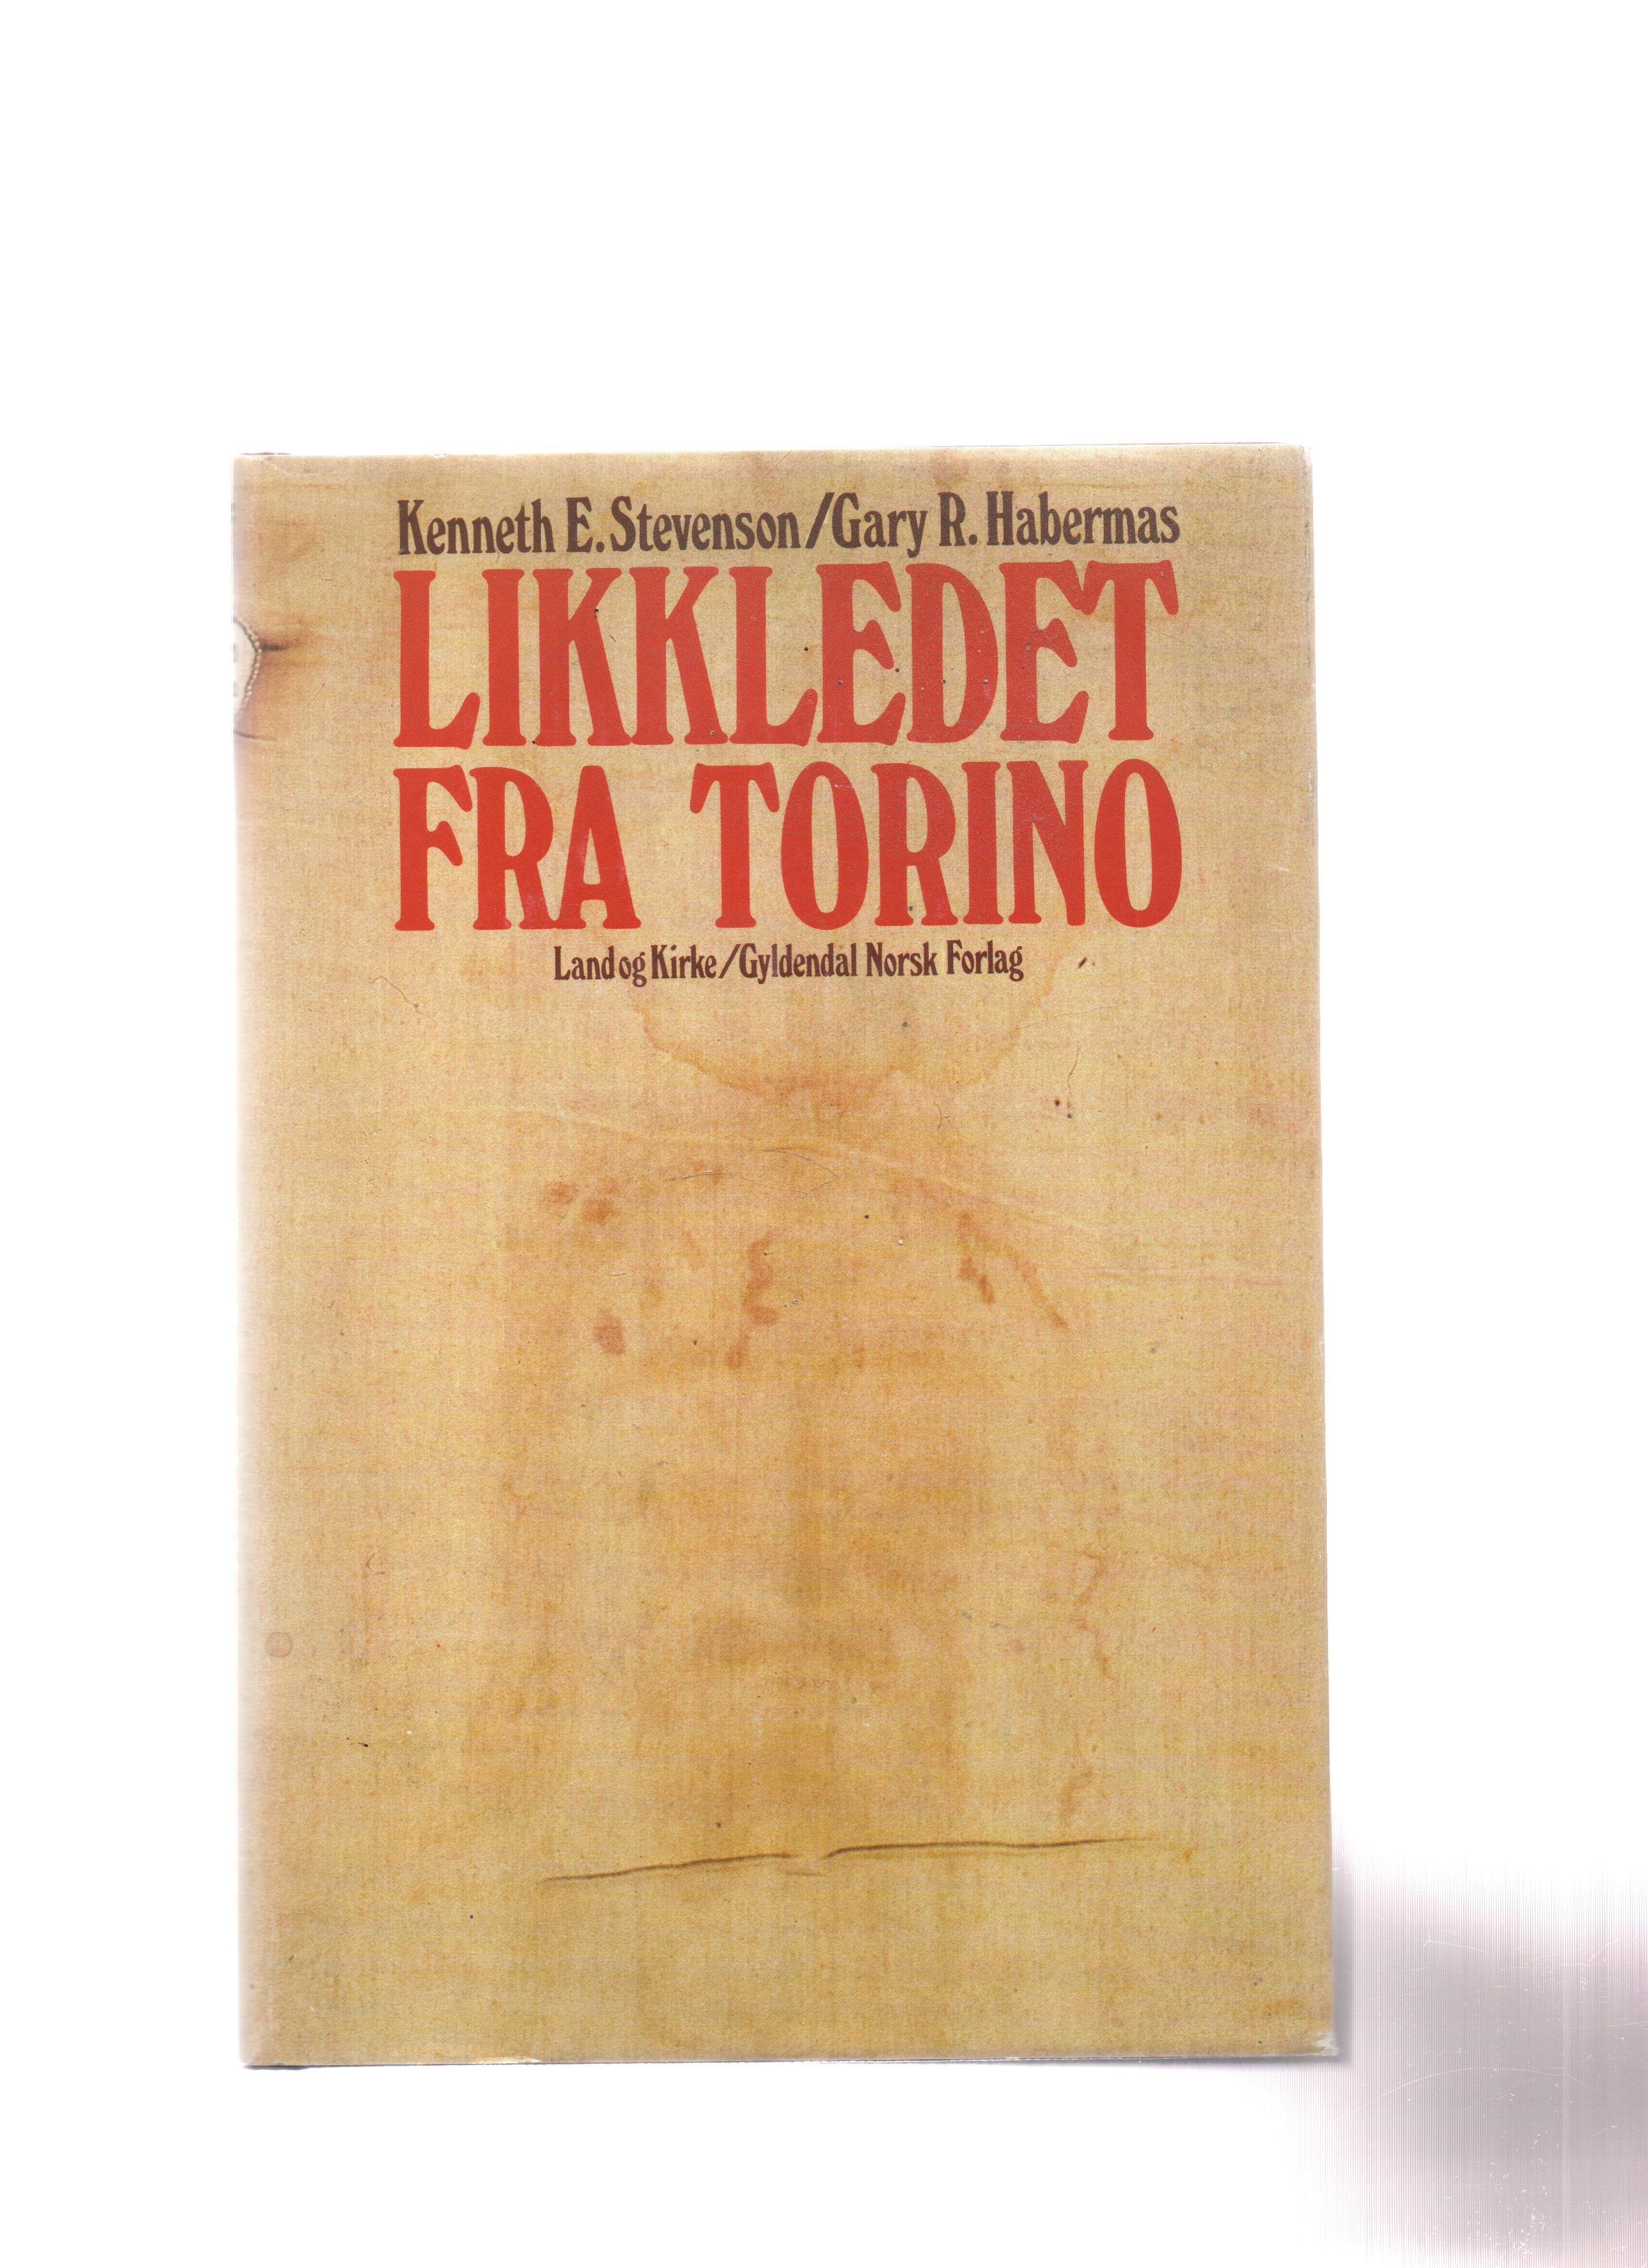 Kenneth E. Stevenson/Gary R. Habermas
LIKKLEDET
FRA TORINO
Land og Kirke/Gyldendal Norsk Forlag